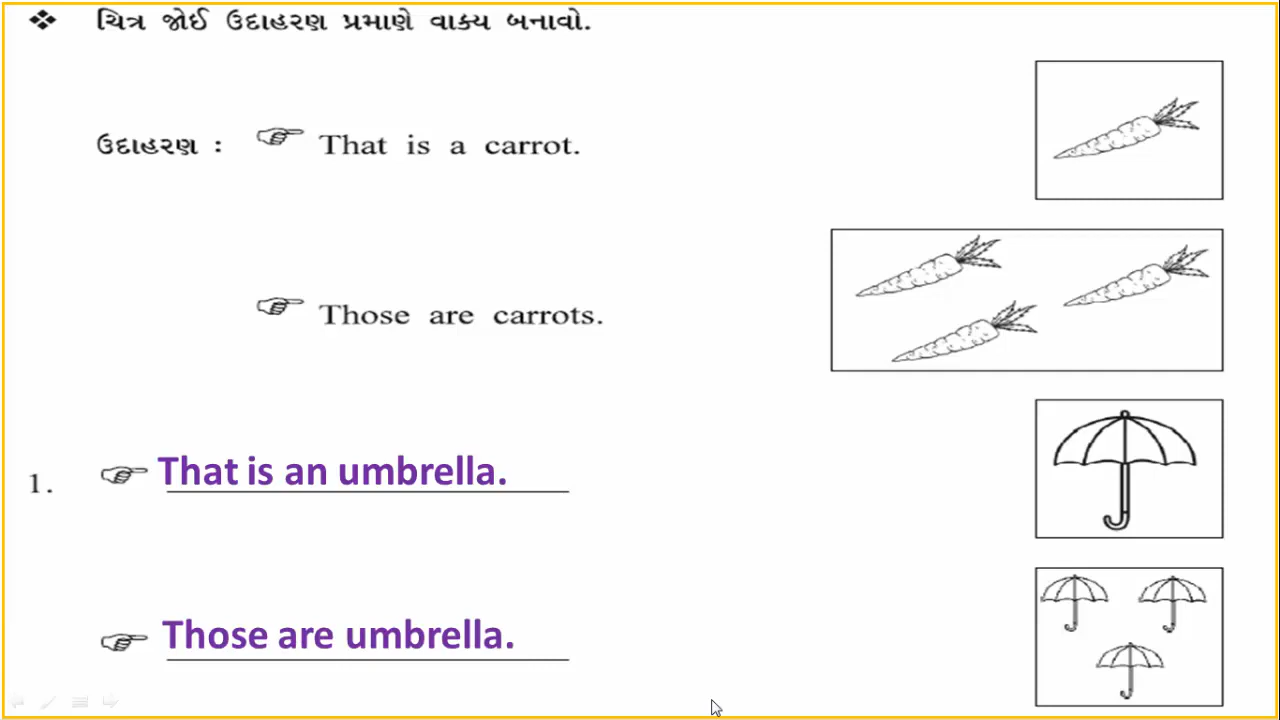 ❖ ચિત્ર જોઈ ઉદાહરણ પ્રમાણે વાક્ય બનાવો.
ઉદાહરણ : ☞ That is a carrot.
☞ Those are carrots.
1. ☞ That is an umbrella.
☞ Those are umbrella.